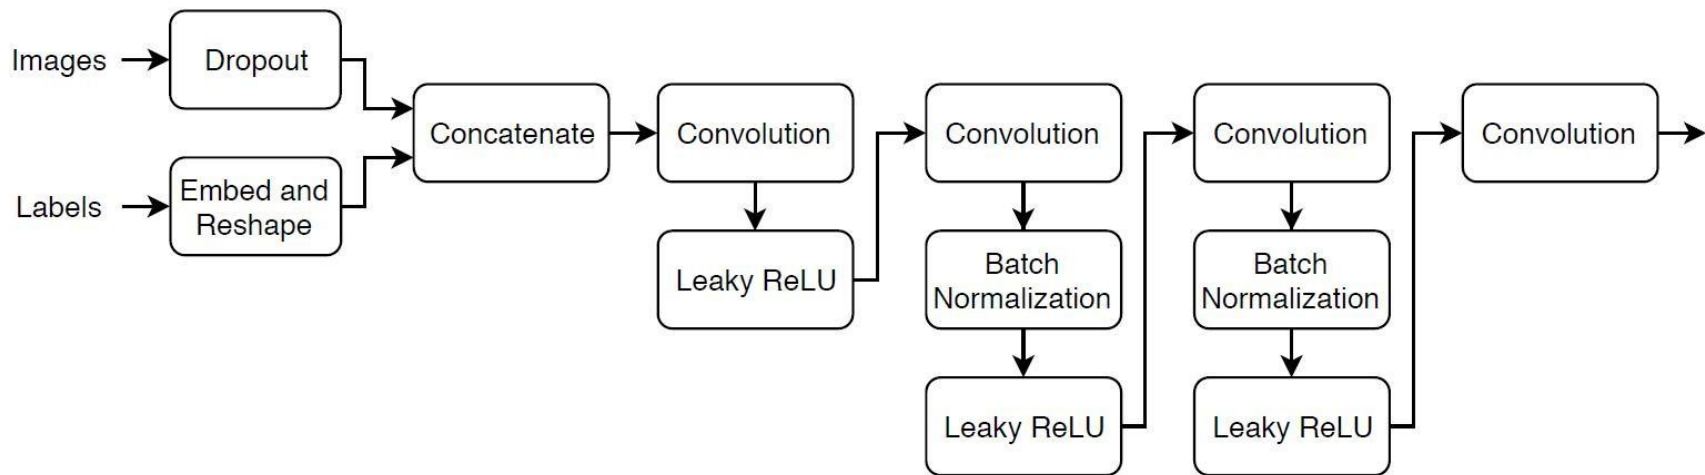 Images
Dropout
Labels
Embed and
Reshape
Concatenate
Convolution
Leaky ReLU
Convolution
Batch
Normalization
Leaky ReLU
Convolution
Batch
Normalization
Leaky ReLU
Convolution